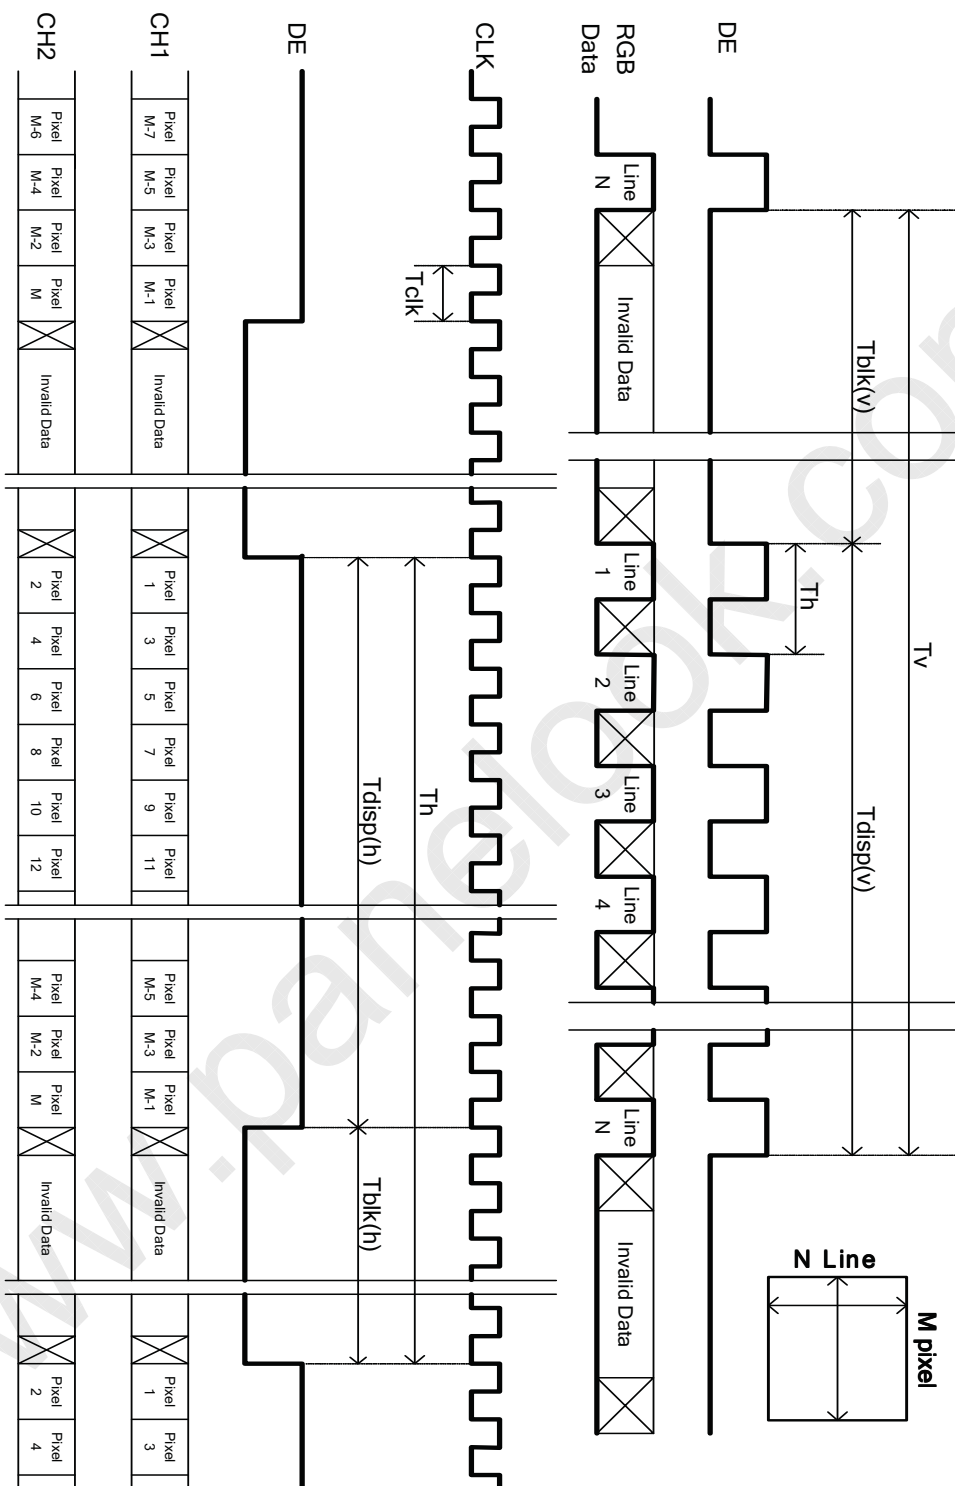 DE
RGB
Data
Tv
Tblk(v)
Tdisp(v)
Th
Line
N
Invalid Data
Line
1
Line
2
Line
3
Line
4
Line
N
Invalid Data
N Line
M pixel
CLK
Tclk
Th
DE
Tdisp(h)
Tblk(h)
CH1
Pixel
M-7
Pixel
M-5
Pixel
M-3
Pixel
M-1
Invalid Data
Pixel
1
Pixel
3
Pixel
5
Pixel
7
Pixel
9
Pixel
11
Pixel
M-5
Pixel
M-3
Pixel
M-1
Invalid Data
Pixel
1
Pixel
3
CH2
Pixel
M-6
Pixel
M-4
Pixel
M-2
Pixel
M
Invalid Data
Pixel
2
Pixel
4
Pixel
6
Pixel
8
Pixel
10
Pixel
12
Pixel
M-4
Pixel
M-2
Pixel
M
Invalid Data
Pixel
2
Pixel
4
www.panelook.com